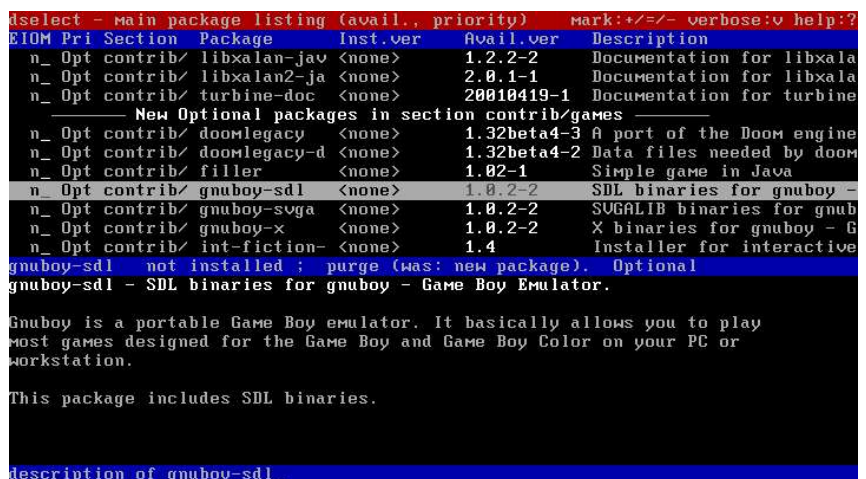 dselect - main package listing (avail., priority) mark:+/=/- verbose:v help:?
EIOM Pri Section Package Inst.ver Avail.ver Description
n_ Opt contrib/ libxalan-jav <none> 1.2.2-2 Documentation for libxala
n_ Opt contrib/ libxalan2-ja <none> 2.0.1-1 Documentation for libxala
n_ Opt contrib/ turbine-doc <none> 20010419-1 Documentation for turbine
─────── New Optional packages in section contrib/games ───────
n_ Opt contrib/ doomlegacy <none> 1.32beta4-3 A port of the Doom engine
n_ Opt contrib/ doomlegacy-d <none> 1.32beta4-2 Data files needed by doom
n_ Opt contrib/ filler <none> 1.02-1 Simple game in Java
n_ Opt contrib/ gnuboy-sdl <none> 1.0.2-2 SDL binaries for gnuboy -
n_ Opt contrib/ gnuboy-svga <none> 1.0.2-2 SVGALIB binaries for gnub
n_ Opt contrib/ gnuboy-x <none> 1.0.2-2 X binaries for gnuboy - G
n_ Opt contrib/ int-fiction- <none> 1.4 Installer for interactive
gnuboy-sdl not installed ; purge (was: new package). Optional
gnuboy-sdl - SDL binaries for gnuboy - Game Boy Emulator.
Gnuboy is a portable Game Boy emulator. It basically allows you to play
most games designed for the Game Boy and Game Boy Color on your PC or
workstation.
This package includes SDL binaries.
description of gnuboy-sdl